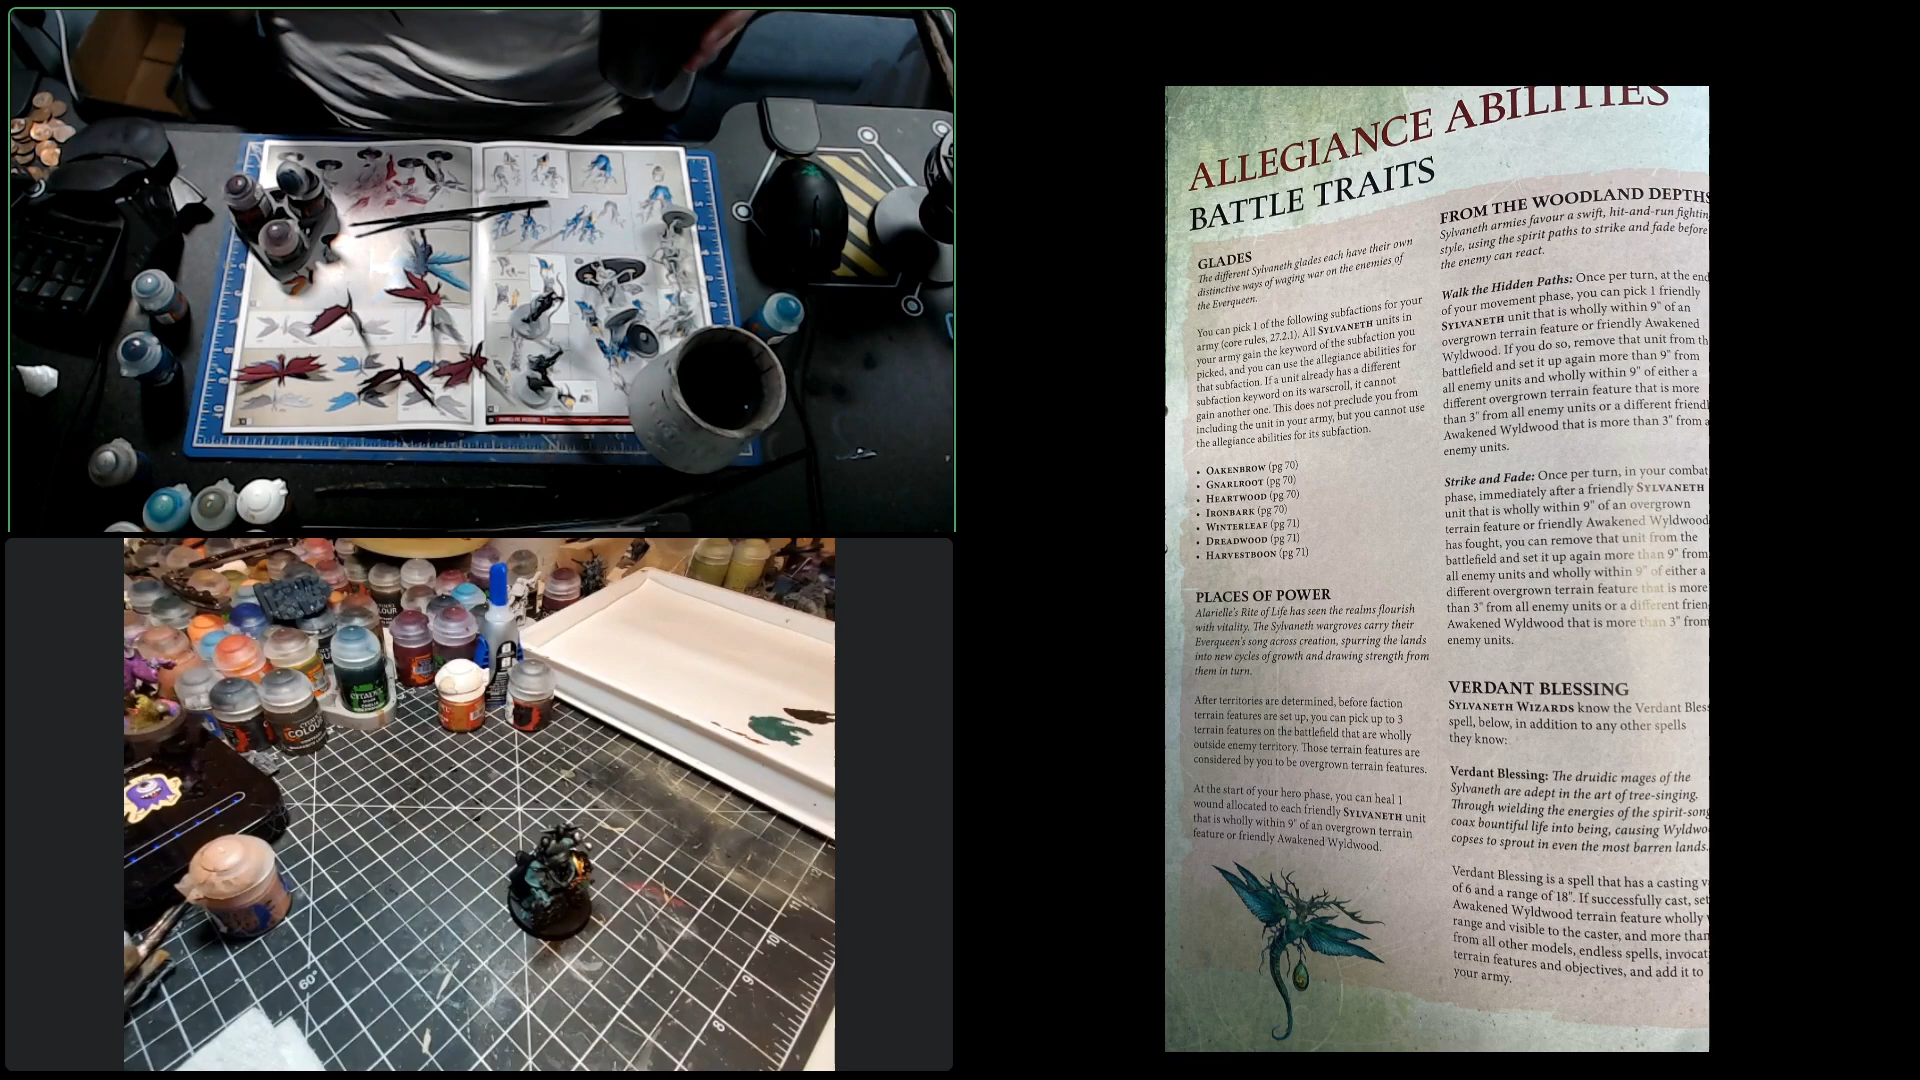 ALLEGIANCE ABILITIES
BATTLE TRAITS
GLADES
The different Sylvaneth glades each have their own
distinctive ways of waging war on the enemies of
the Everqueen.
You can pick 1 of the following subfactions for your
army (core rules, 27.2.1). All SYLVANETH units in
your army gain the keyword of the subfaction you
picked, and you can use the allegiance abilities for
that subfaction. If a unit already has a different
subfaction keyword on its warscroll, it cannot
gain another one. This does not preclude you from
including the unit in your army, but you cannot use
the allegiance abilities for its subfaction.
• OAKENBROW (pg 70)
• GNARLROOT (pg 70)
• HEARTWOOD (pg 70)
• IRONBARK (pg 70)
• WINTERLEAF (pg 71)
• DREADWOOD (pg 71)
• HARVESTBOON (pg 71)
PLACES OF POWER
Alarielle's Rite of Life has seen the realms flourish
with vitality. The Sylvaneth wargroves carry their
Everqueen's song across creation, spurring the lands
into new cycles of growth and drawing strength from
them in turn.
After territories are determined, before faction
terrain features are set up, you can pick up to 3
terrain features on the battlefield that are wholly
outside enemy territory. Those terrain features are
considered by you to be overgrown terrain features.
At the start of your hero phase, you can heal 1
wound allocated to each friendly SYLVANETH unit
that is wholly within 9" of an overgrown terrain
feature or friendly Awakened Wyldwood.
FROM THE WOODLAND DEPTHS
Sylvaneth armies favour a swift, hit-and-run fightin
style, using the spirit paths to strike and fade before
the enemy can react.
Walk the Hidden Paths: Once per turn, at the end
of your movement phase, you can pick 1 friendly
SYLVANETH unit that is wholly within 9" of an
overgrown terrain feature or friendly Awakened
Wyldwood. If you do so, remove that unit from th
battlefield and set it up again more than 9" from
all enemy units and wholly within 9" of either a
different overgrown terrain feature that is more
than 3" from all enemy units or a different friendl
Awakened Wyldwood that is more than 3" from a
enemy units.
Strike and Fade: Once per turn, in your combat
phase, immediately after a friendly SYLVANETH
unit that is wholly within 9" of an overgrown
terrain feature or friendly Awakened Wyldwood
has fought, you can remove that unit from the
battlefield and set it up again more than 9" from
all enemy units and wholly within 9" of either a
different overgrown terrain feature that is more
than 3" from all enemy units or a different frien
Awakened Wyldwood that is more than 3" from
enemy units.
VERDANT BLESSING
SYLVANETH WIZARDS know the Verdant Bless
spell, below, in addition to any other spells
they know:
Verdant Blessing: The druidic mages of the
Sylvaneth are adept in the art of tree-singing.
Through wielding the energies of the spirit-song
coax bountiful life into being, causing Wyldwo
copses to sprout in even the most barren lands.
Verdant Blessing is a spell that has a casting v
of 6 and a range of 18". If successfully cast, set
Awakened Wyldwood terrain feature wholly
range and visible to the caster, and more than
from all other models, endless spells, invocat
terrain features and objectives, and add it to
your army.
CITADEL
COLOUR
60°
12
11
10
9
8